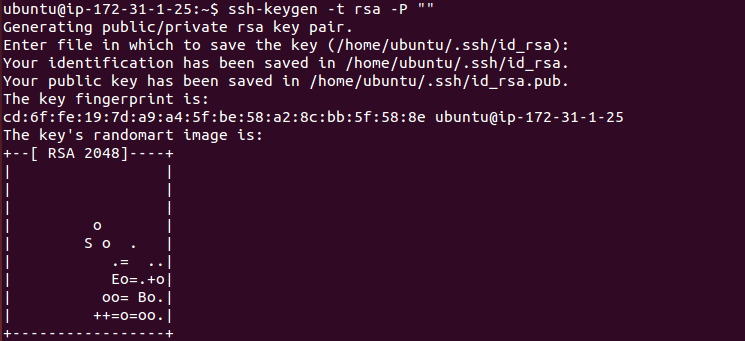 ubuntu@ip-172-31-1-25:~$ ssh-keygen -t rsa -P ""
Generating public/private rsa key pair.
Enter file in which to save the key (/home/ubuntu/.ssh/id_rsa):
Your identification has been saved in /home/ubuntu/.ssh/id_rsa.
Your public key has been saved in /home/ubuntu/.ssh/id_rsa.pub.
The key fingerprint is:
cd:6f:fe:19:7d:a9:a4:5f:be:58:a2:8c:bb:5f:58:8e ubuntu@ip-172-31-1-25
The key's randomart image is:
+--[ RSA 2048]----+
|                 |
|                 |
|                 |
|         o       |
|        S o  .   |
|           .=  ..|
|           Eo=.+o|
|          oo= Bo.|
|         ++=o=oo.|
+-----------------+